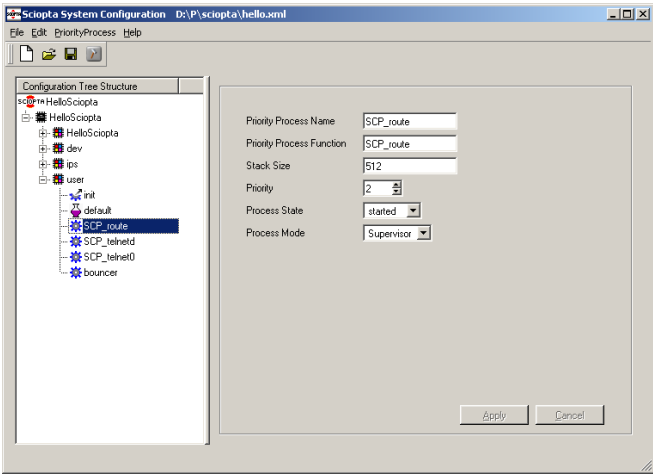 Sciopta System Configuration D:\P\sciopta\hello.xml
File Edit PriorityProcess Help
Configuration Tree Structure
SCIOPTA HelloSciopta
HelloSciopta
HelloSciopta
dev
ips
user
init
default
SCP_route
SCP_telnetd
SCP_telnet0
bouncer
Priority Process Name SCP_route
Priority Process Function SCP_route
Stack Size 512
Priority 2
Process State started
Process Mode Supervisor
Apply Cancel